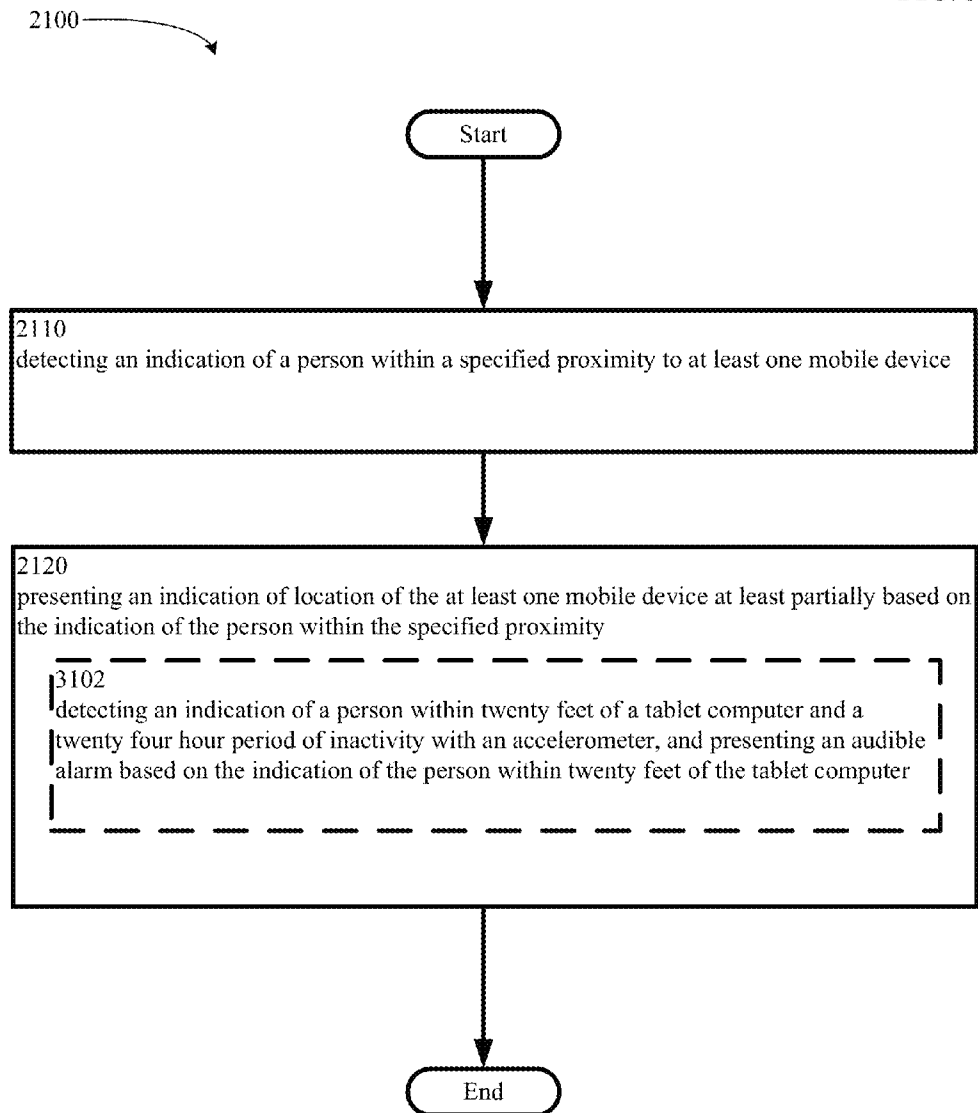 2100
Start
2110
detecting an indication of a person within a specified proximity to at least one mobile device
2120
presenting an indication of location of the at least one mobile device at least partially based on
the indication of the person within the specified proximity
3102
detecting an indication of a person within twenty feet of a tablet computer and a
twenty four hour period of inactivity with an accelerometer, and presenting an audible
alarm based on the indication of the person within twenty feet of the tablet computer
End